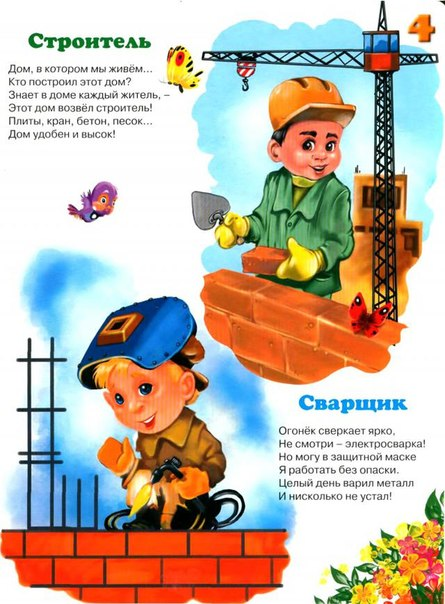 4
Строитель
Дом, в котором мы живём...
Кто построил этот дом?
Знает в доме каждый житель, –
Этот дом возвёл строитель!
Плиты, кран, бетон, песок...
Дом удобен и высок!
Сварщик
Огонёк сверкает ярко,
Не смотри – электросварка!
Но могу в защитной маске
Я работать без опаски.
Целый день варил металл
И нисколько не устал!